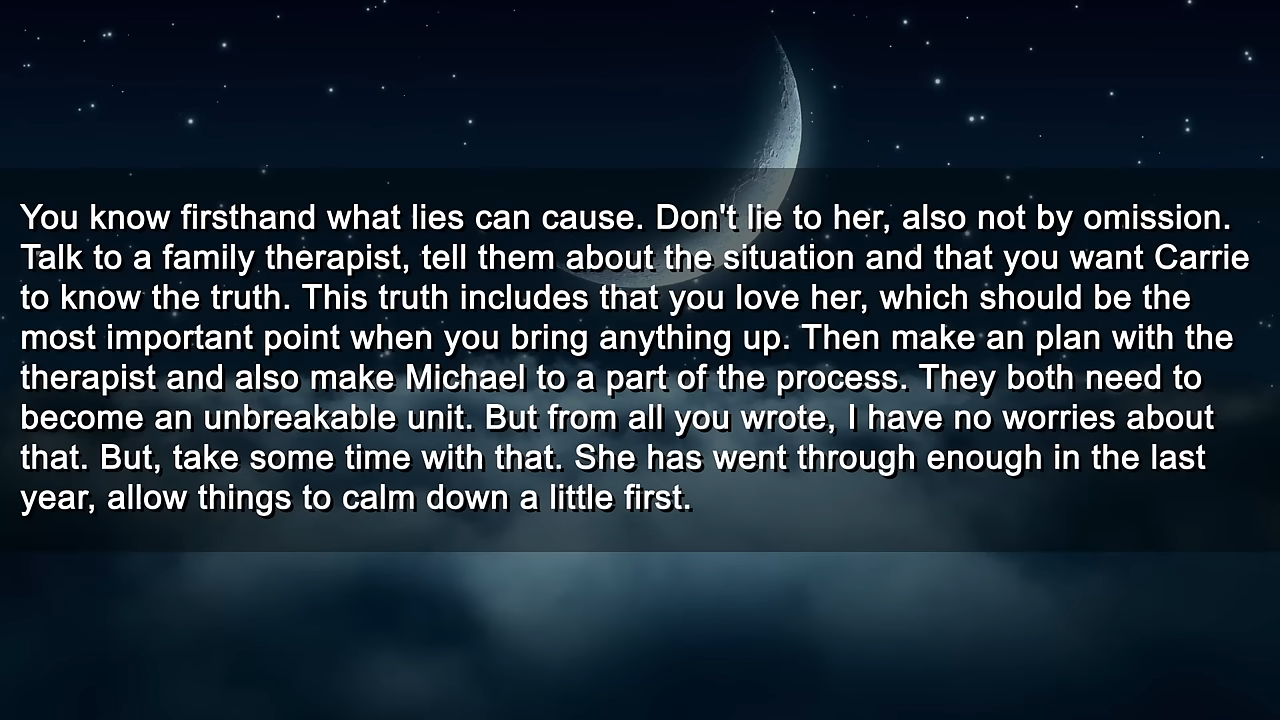 You know firsthand what lies can cause. Don't lie to her, also not by omission.
Talk to a family therapist, tell them about the situation and that you want Carrie
to know the truth. This truth includes that you love her, which should be the
most important point when you bring anything up. Then make an plan with the
therapist and also make Michael to a part of the process. They both need to
become an unbreakable unit. But from all you wrote, I have no worries about
that. But, take some time with that. She has went through enough in the last
year, allow things to calm down a little first.